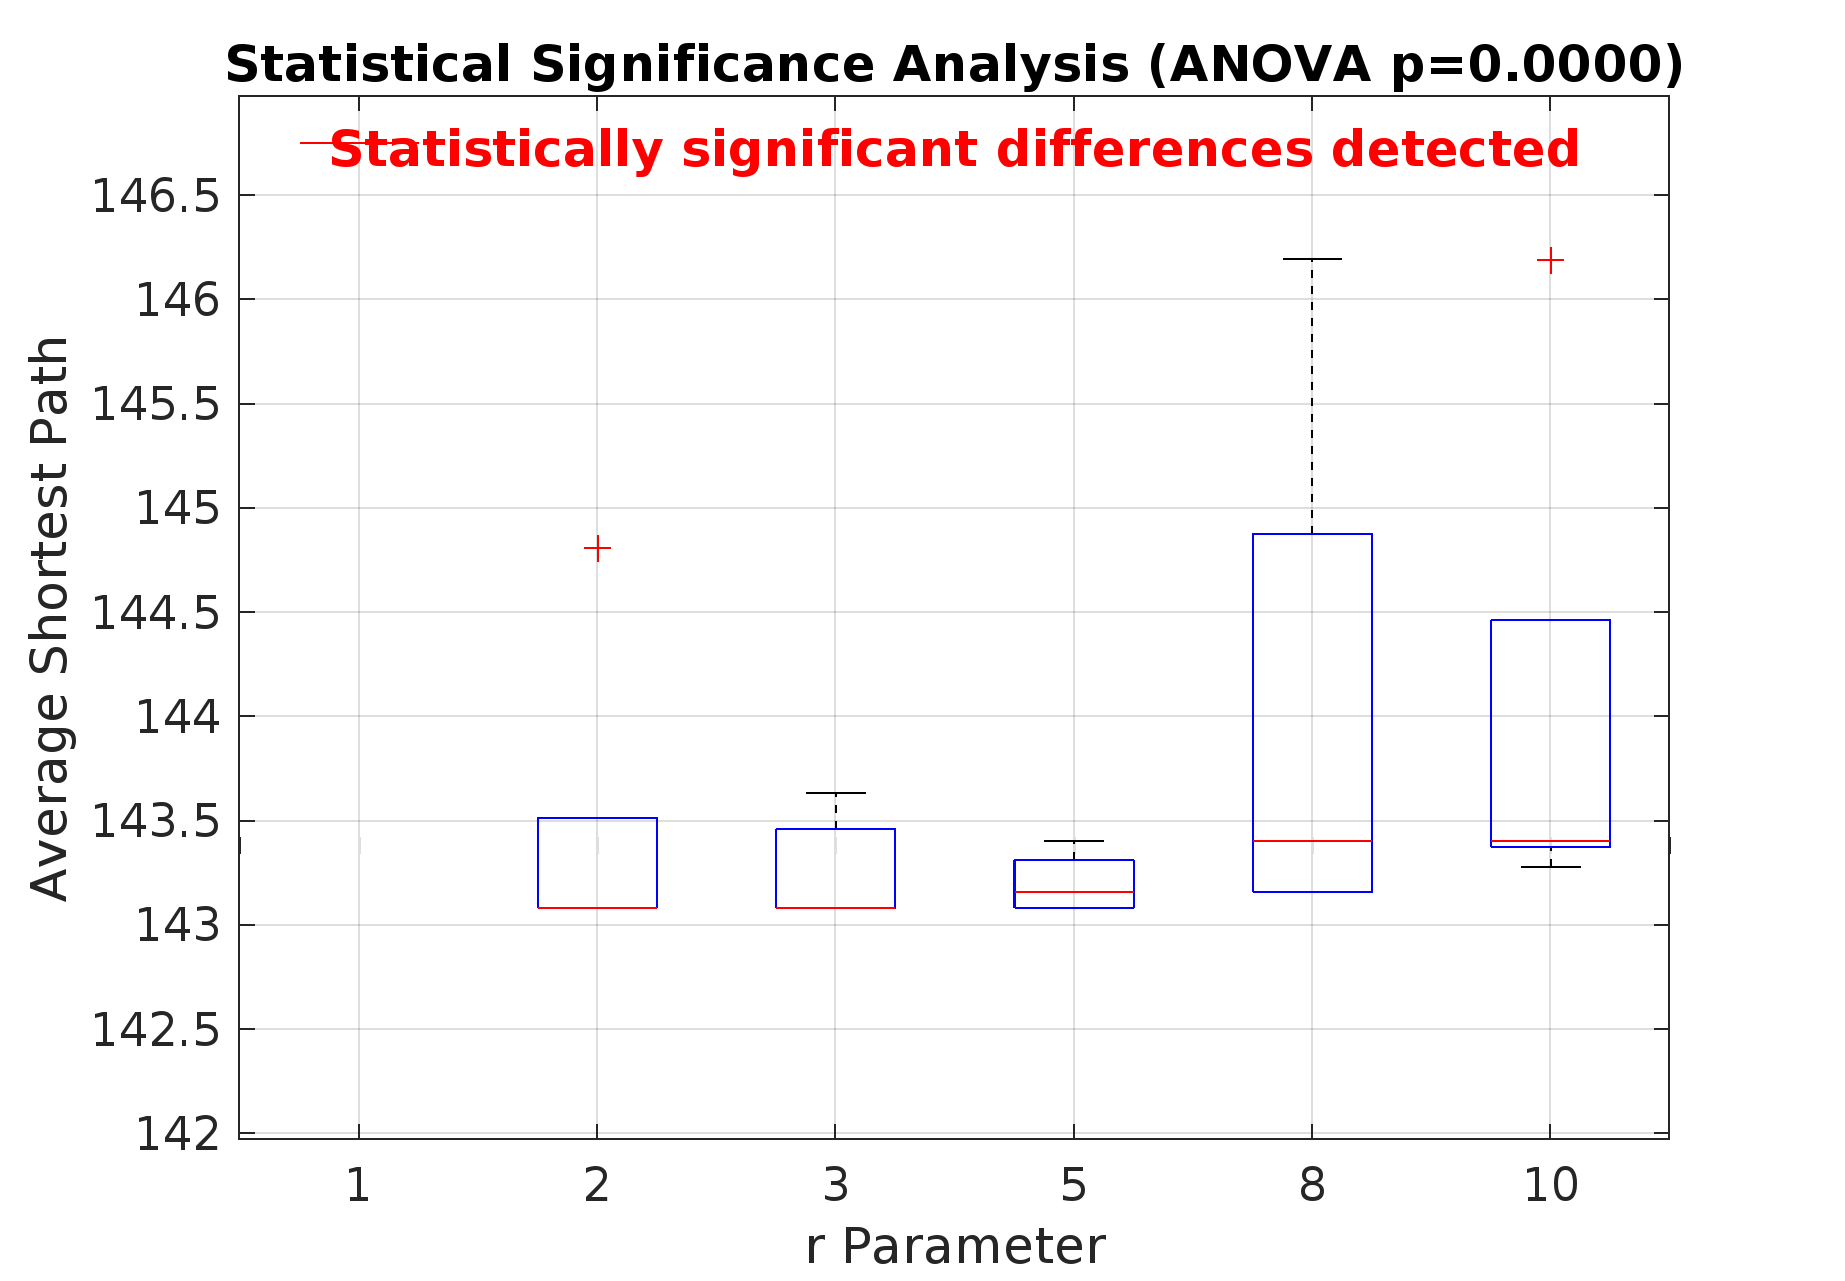 Statistical Significance Analysis (ANOVA p=0.0000)
Statistically significant differences detected
146.5
146
145.5
145
144.5
144
143.5
143
142.5
142
Average Shortest Path
1 2 3 5 8 10
r Parameter